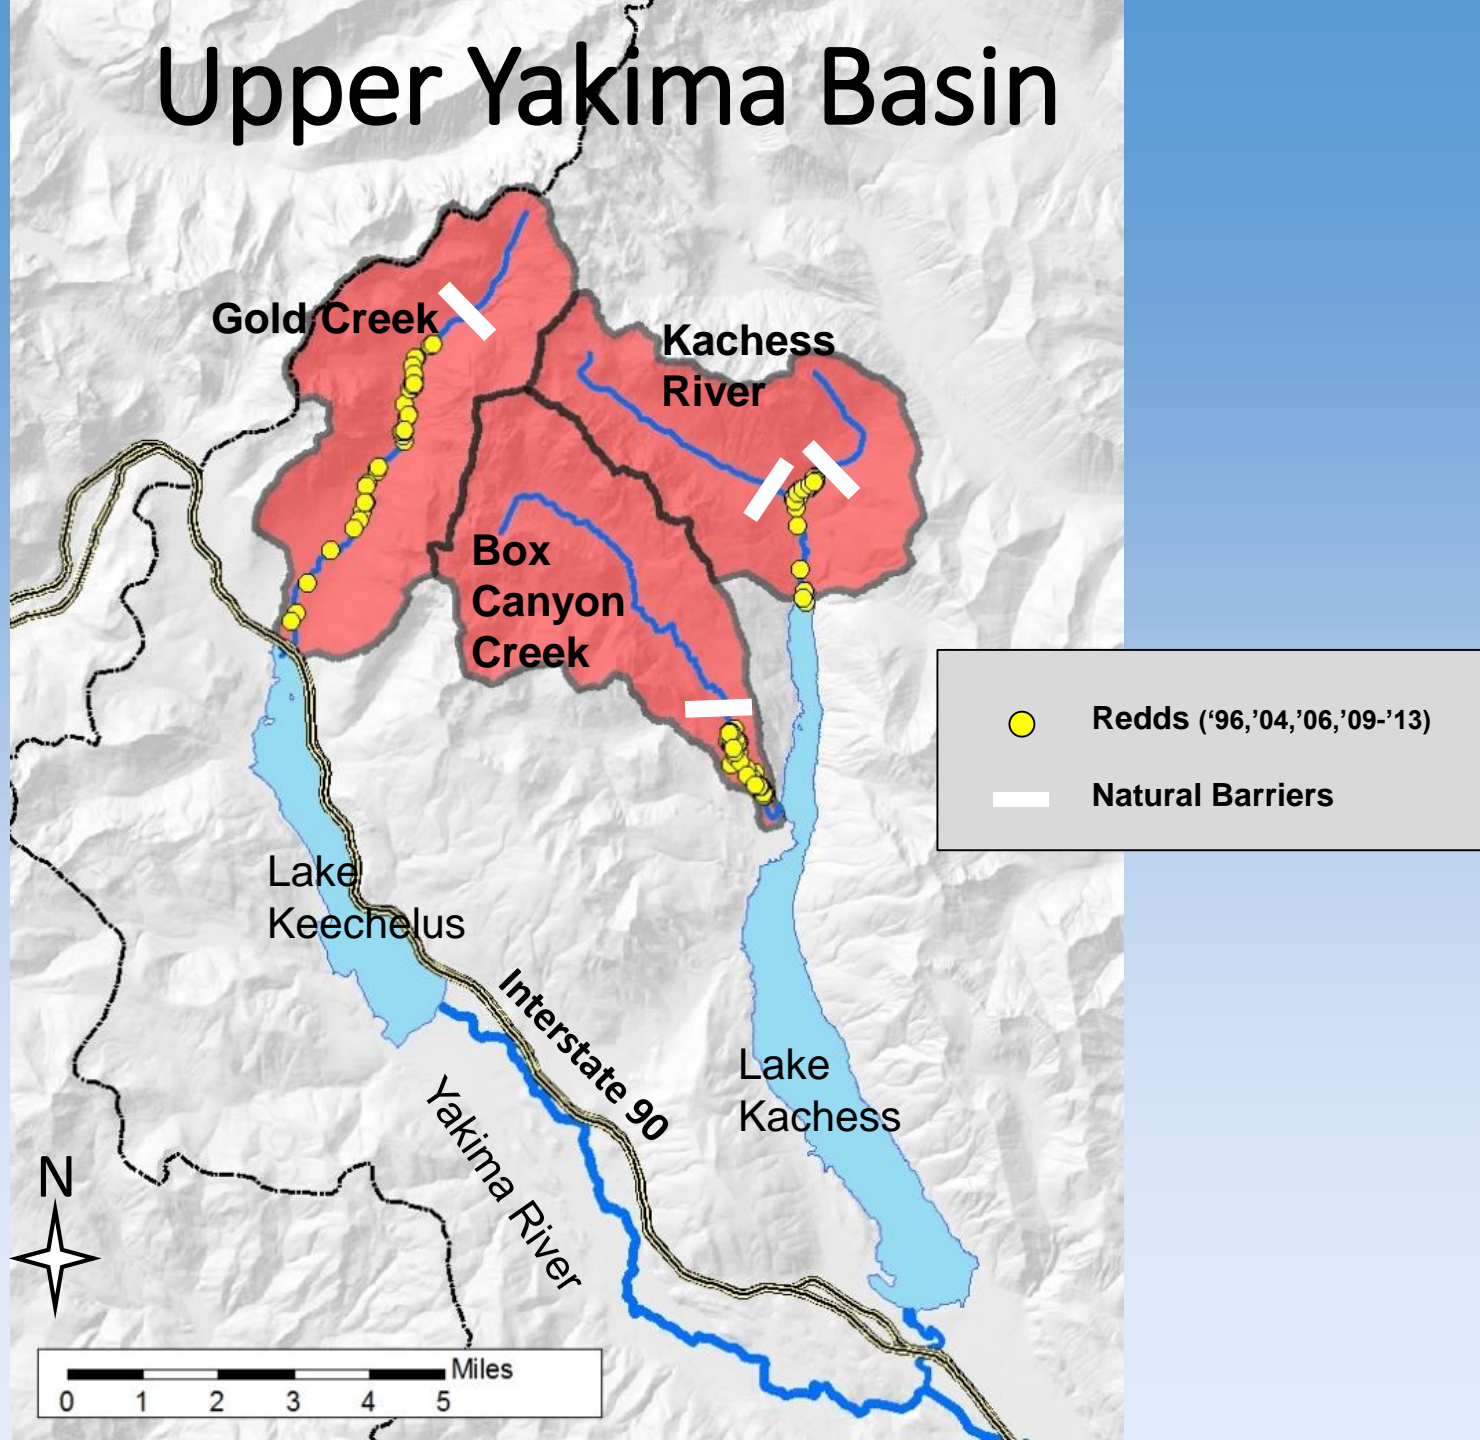 Upper Yakima Basin
Gold Creek
Kachess
River
Box
Canyon
Creek
Redds (‘96,’04,’06,’09-’13)
Natural Barriers
Lake
Keechelus
Interstate 90
Lake
Kachess
Yakima River
N
Miles
0 1 2 3 4 5